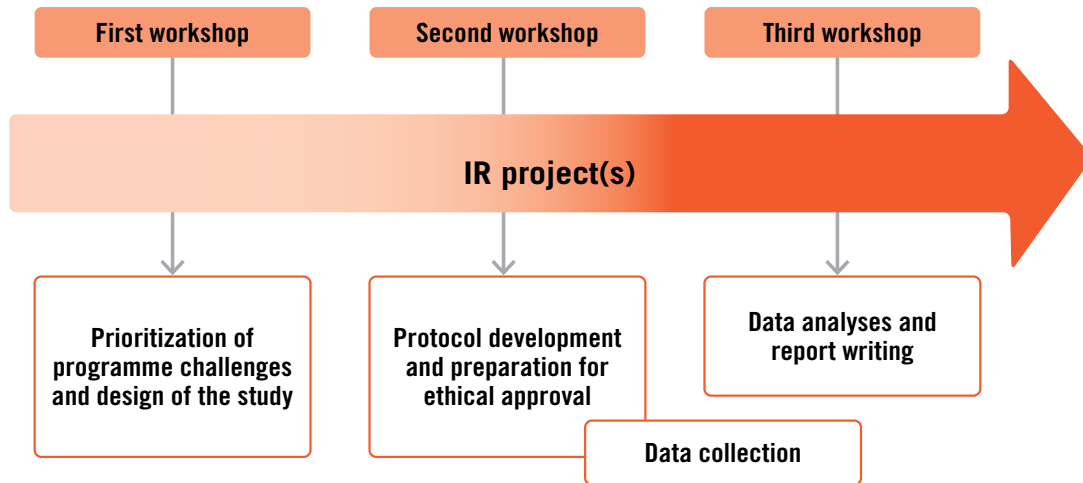 First workshop
Second workshop
Third workshop
IR project(s)
Prioritization of
programme challenges
and design of the study
Protocol development
and preparation for
ethical approval
Data analyses and
report writing
Data collection